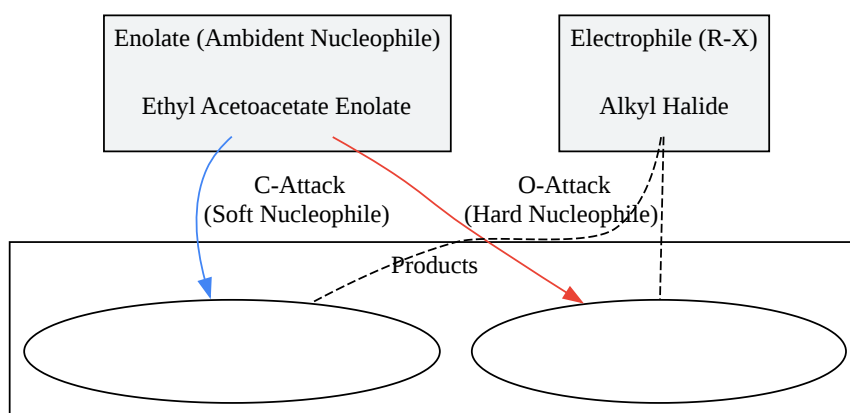 Enolate (Ambident Nucleophile)
Electrophile (R-X)
Ethyl Acetoacetate Enolate
Alkyl Halide
C-Attack
(Soft Nucleophile)
O-Attack
(Hard Nucleophile)
Products